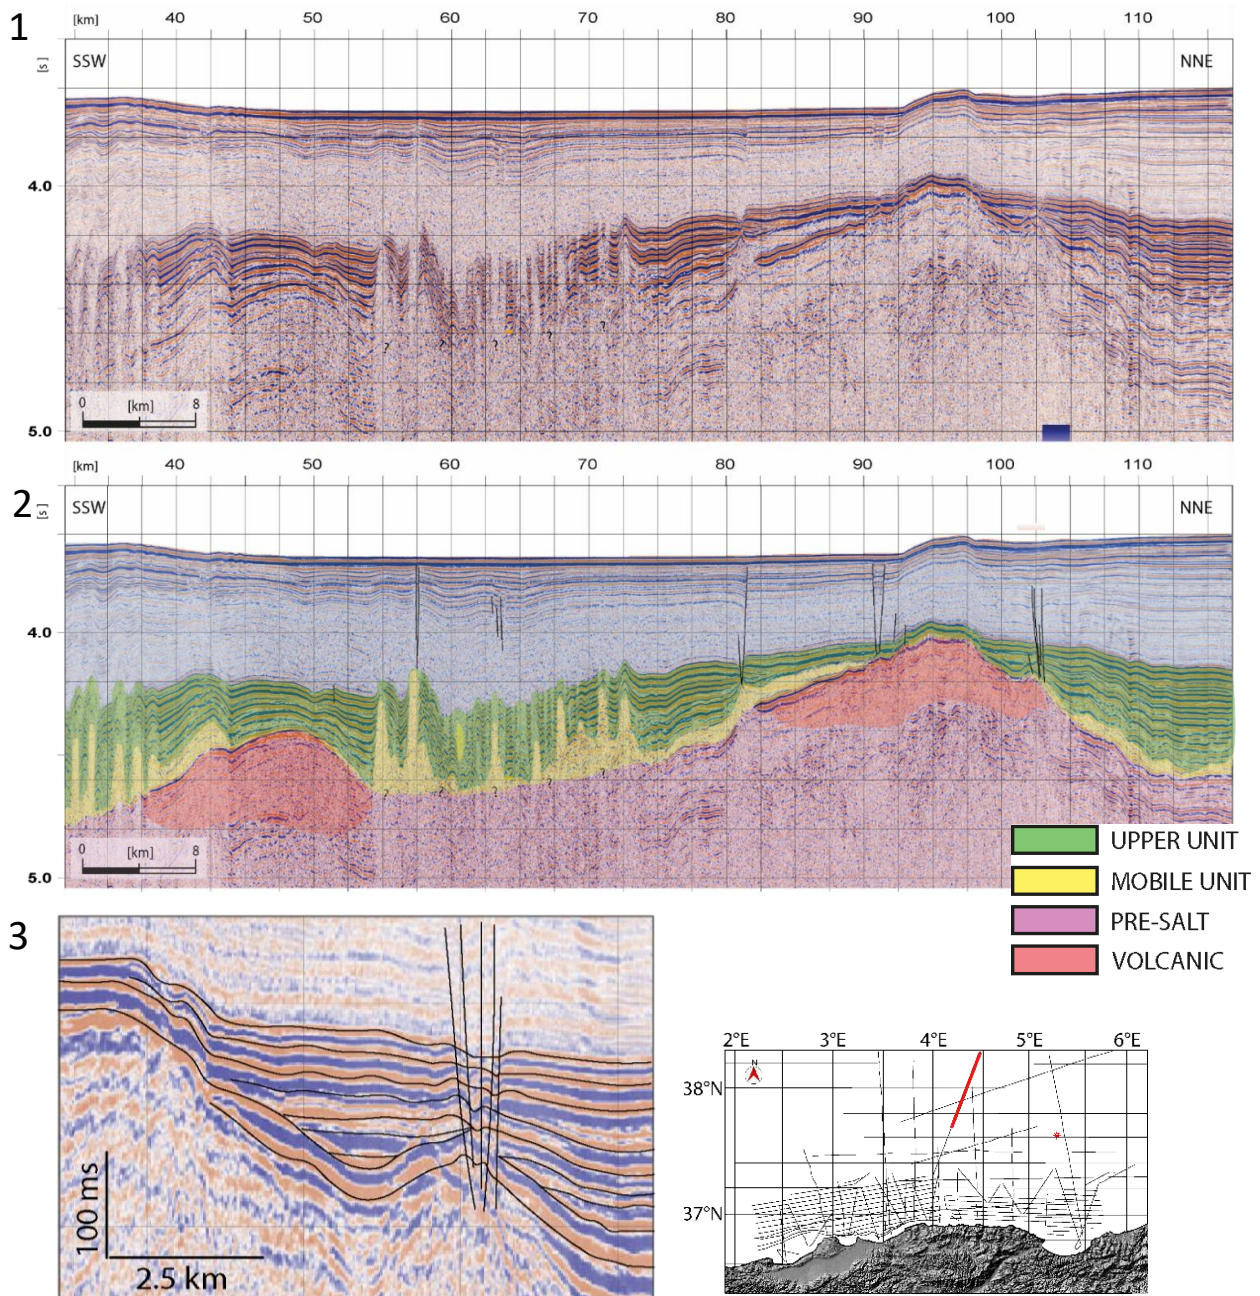 1
[km] 40 50 60 70 80 90 100 110
[s]
SSW NNE
4.0
? ? ? ? ?
0 [km] 8
5.0
[km] 40 50 60 70 80 90 100 110
2
[s]
SSW NNE
4.0
? ? ? ? ?
0 [km] 8
5.0
UPPER UNIT
MOBILE UNIT
PRE-SALT
VOLCANIC
3
100 ms
2.5 km
2°E 3°E 4°E 5°E 6°E
N
38°N
37°N